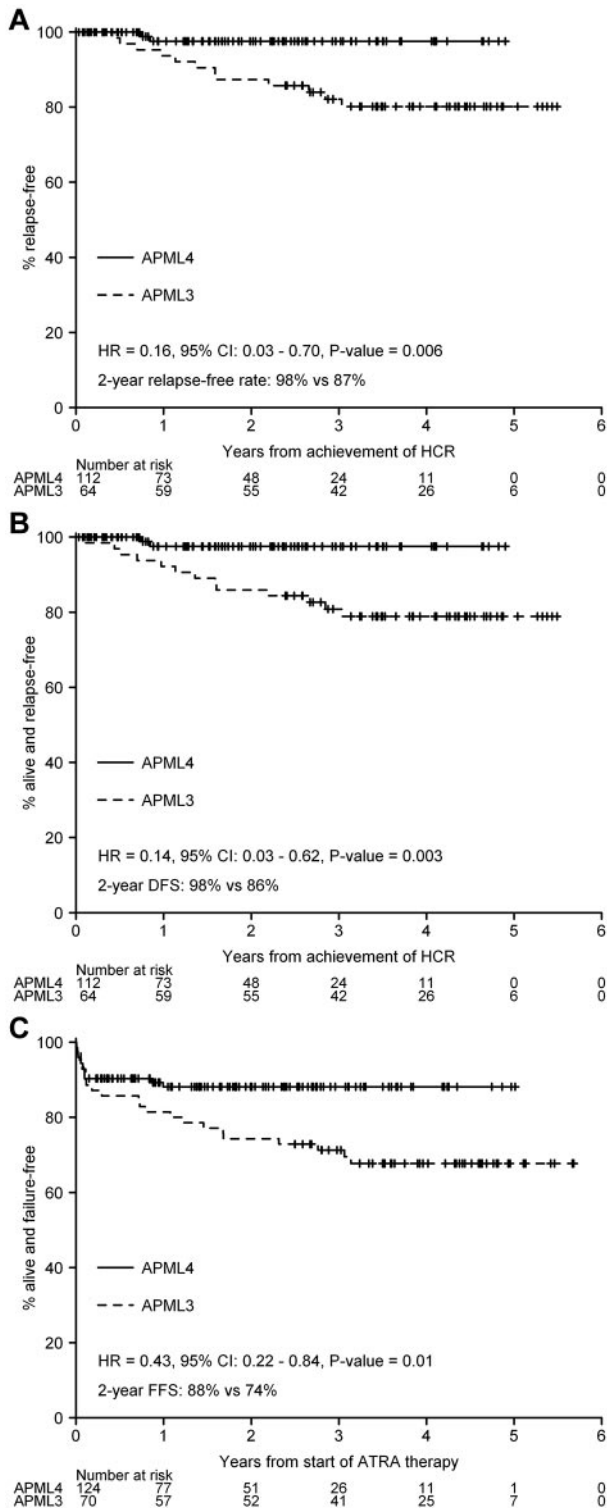 A
100
80
60
40
20
0
% relapse-free
APML4
APML3
HR = 0.16, 95% CI: 0.03 - 0.70, P-value = 0.006
2-year relapse-free rate: 98% vs 87%
0 1 2 3 4 5 6
Years from achievement of HCR
Number at risk
APML4 112 73 48 24 11 0 0
APML3 64 59 55 42 26 6 0
B
100
80
60
40
20
0
% alive and relapse-free
APML4
APML3
HR = 0.14, 95% CI: 0.03 - 0.62, P-value = 0.003
2-year DFS: 98% vs 86%
0 1 2 3 4 5 6
Years from achievement of HCR
Number at risk
APML4 112 73 48 24 11 0 0
APML3 64 59 55 42 26 6 0
C
100
80
60
40
20
0
% alive and failure-free
APML4
APML3
HR = 0.43, 95% CI: 0.22 - 0.84, P-value = 0.01
2-year FFS: 88% vs 74%
0 1 2 3 4 5 6
Years from start of ATRA therapy
Number at risk
APML4 124 77 51 26 11 1 0
APML3 70 57 52 41 25 7 0